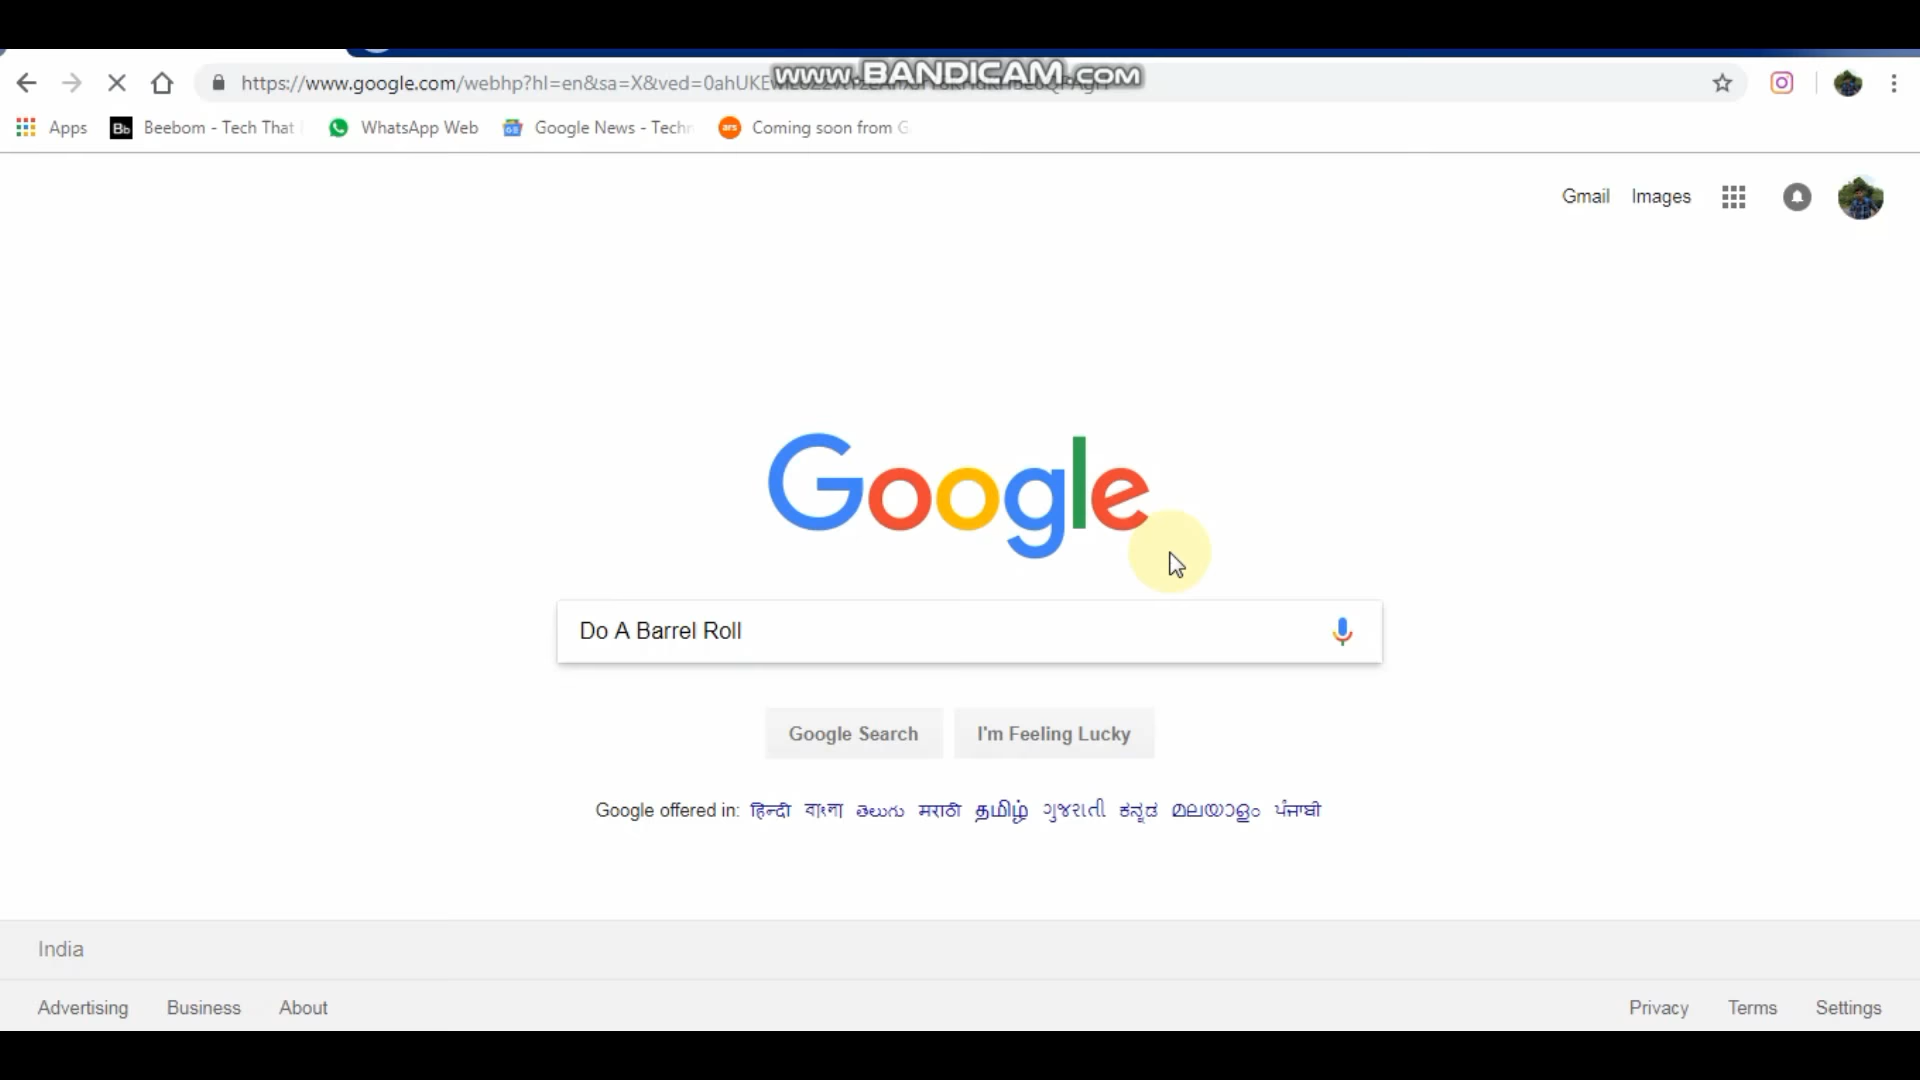 https://www.google.com/webhp?hl=en&sa=X&ved=0ahUKE
www.BANDICAM.com
Apps Beebom - Tech That WhatsApp Web Google News - Techn Coming soon from G
Gmail Images
Google
Do A Barrel Roll
Google Search I'm Feeling Lucky
Google offered in: हिन्दी বাংলা తెలుగు मराठी தமிழ் ગુજરાતી ಕನ್ನಡ മലയാളം ਪੰਜਾਬੀ
India
Advertising Business About Privacy Terms Settings